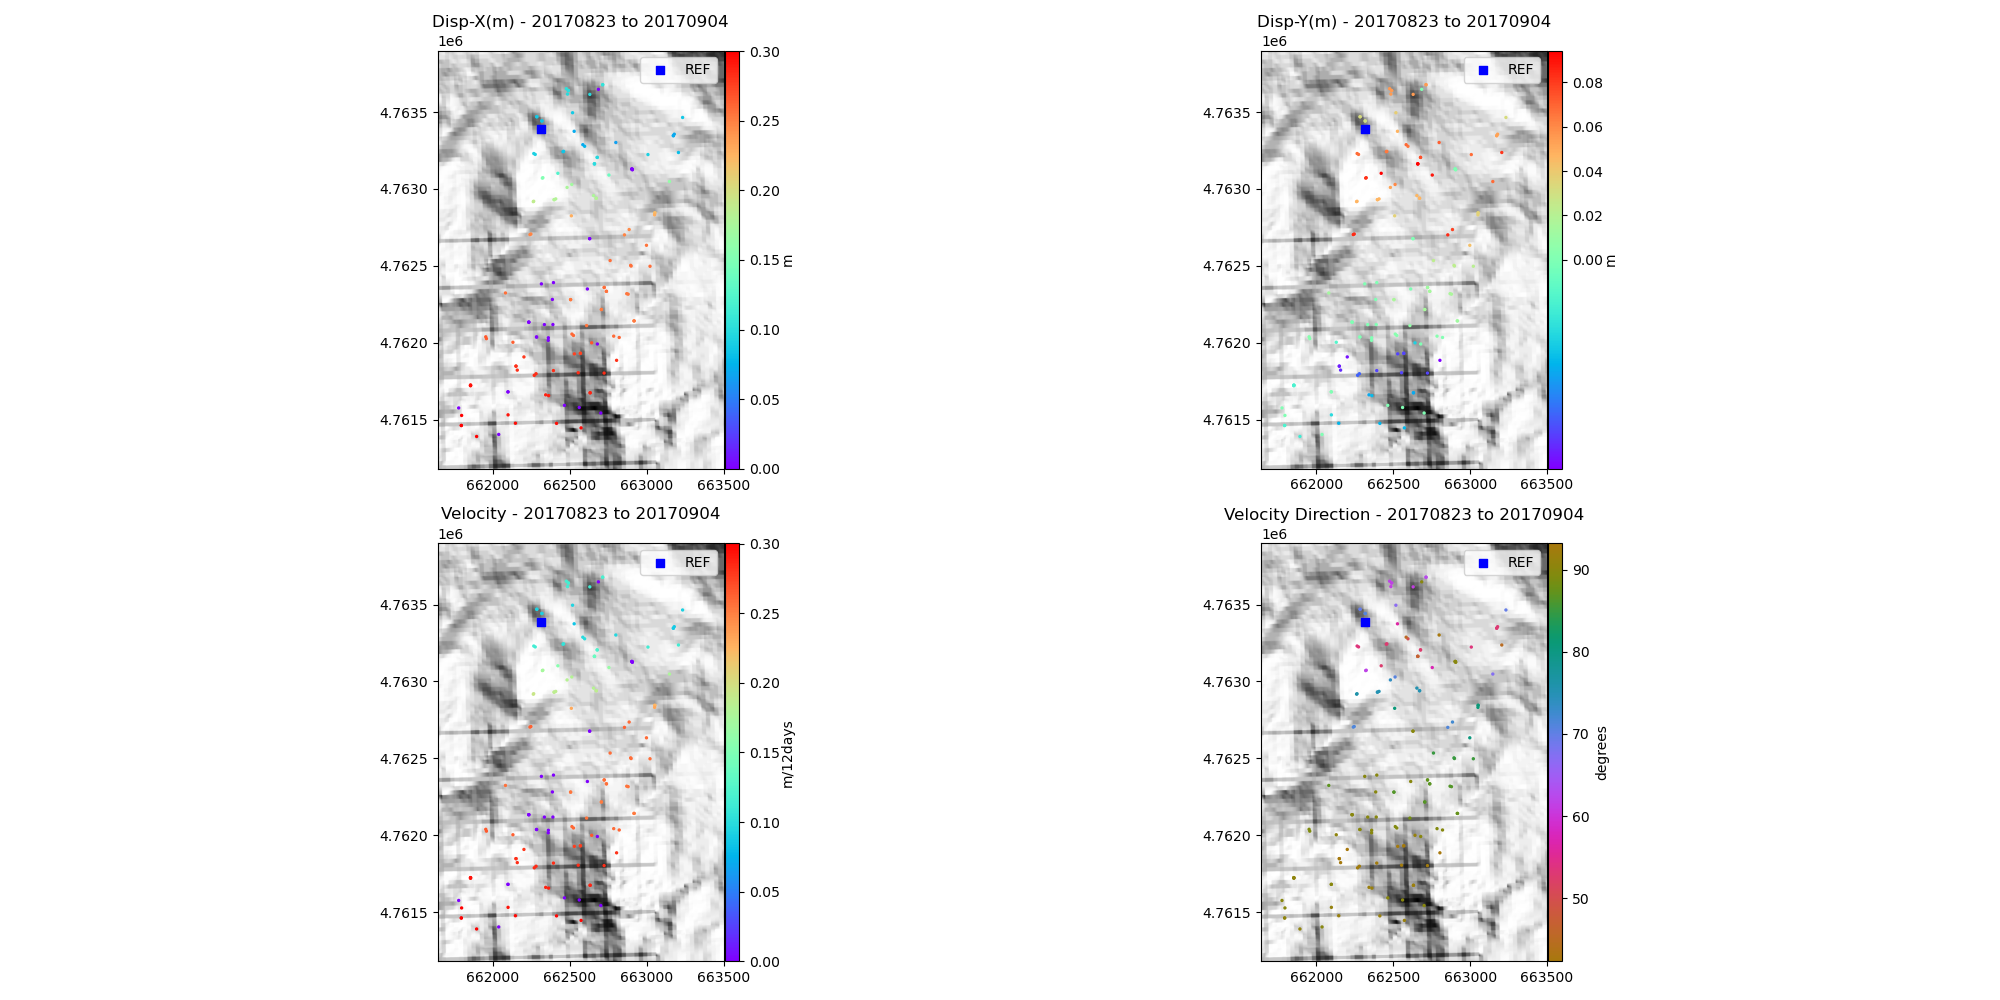 Disp-X(m) - 20170823 to 20170904
1e6
REF
4.7635
4.7630
4.7625
4.7620
4.7615
662000 662500 663000 663500
0.30
0.25
0.20
0.15
0.10
0.05
0.00
m
Disp-Y(m) - 20170823 to 20170904
1e6
REF
4.7635
4.7630
4.7625
4.7620
4.7615
662000 662500 663000 663500
0.08
0.06
0.04
0.02
0.00
m
Velocity - 20170823 to 20170904
1e6
REF
4.7635
4.7630
4.7625
4.7620
4.7615
662000 662500 663000 663500
0.30
0.25
0.20
0.15
0.10
0.05
0.00
m/12days
Velocity Direction - 20170823 to 20170904
1e6
REF
4.7635
4.7630
4.7625
4.7620
4.7615
662000 662500 663000 663500
90
80
70
60
50
degrees